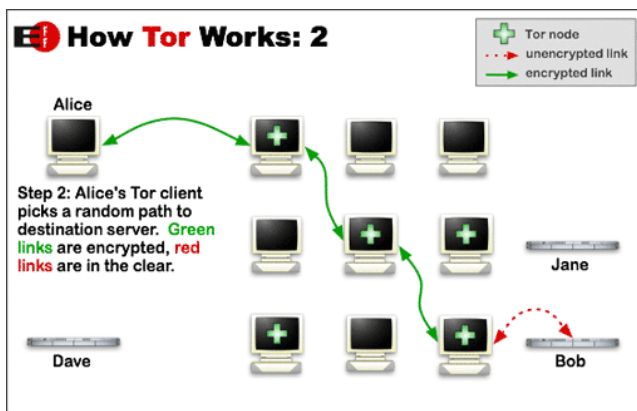 EFF How Tor Works: 2
Tor node
unencrypted link
encrypted link
Alice
Step 2: Alice's Tor client
picks a random path to
destination server. Green
links are encrypted, red
links are in the clear.
Jane
Dave
Bob